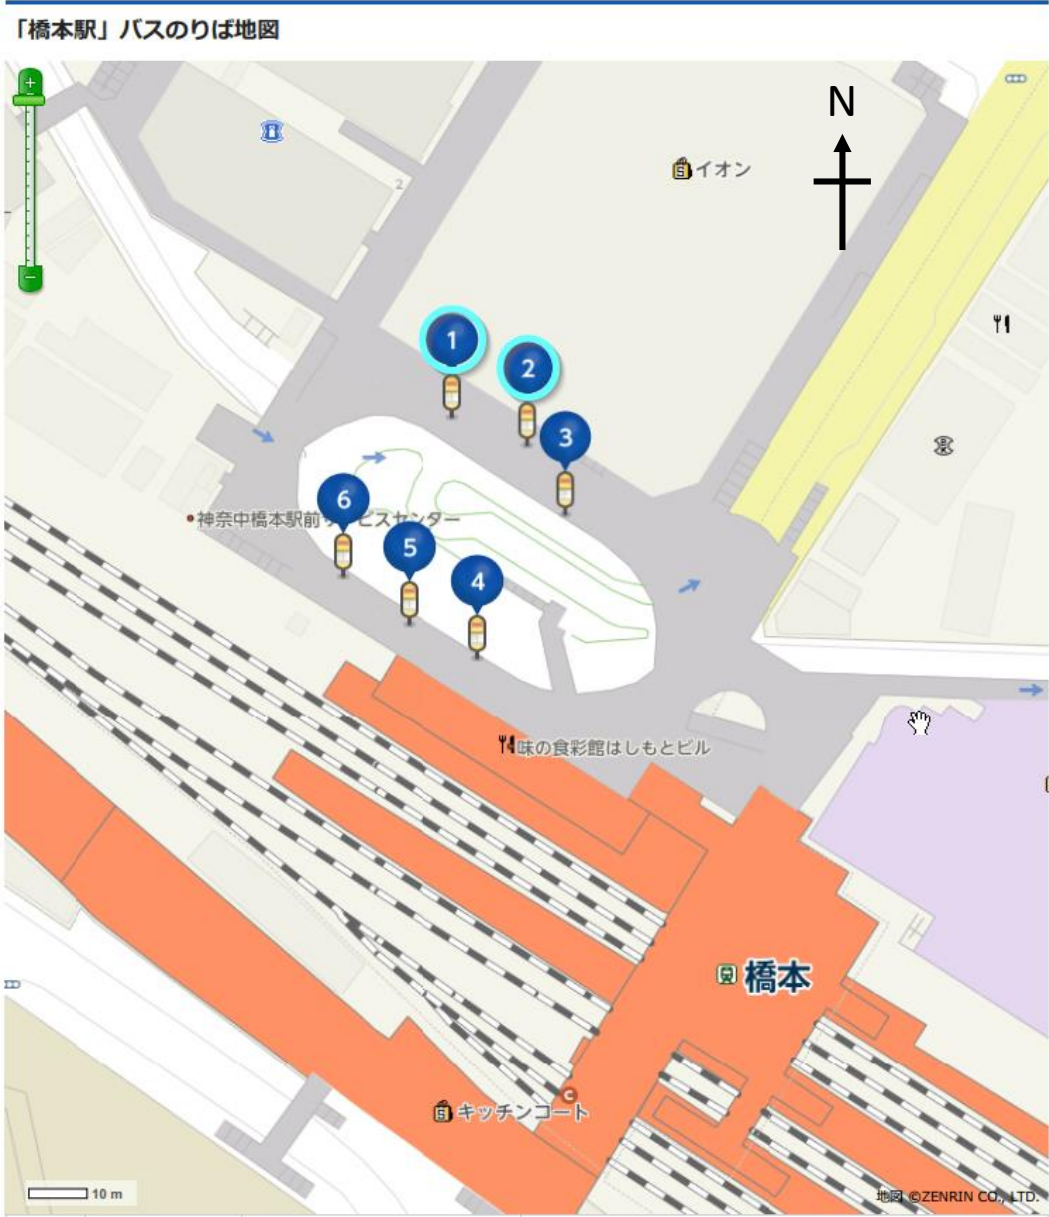 「橋本駅」バスのりば地図
N
イオン
2
1
2
3
6
神奈中橋本駅前サービスセンター
5
4
味の食彩館はしもとビル
橋本
C
キッチンコート
10 m
地図 ©ZENRIN CO., LTD.